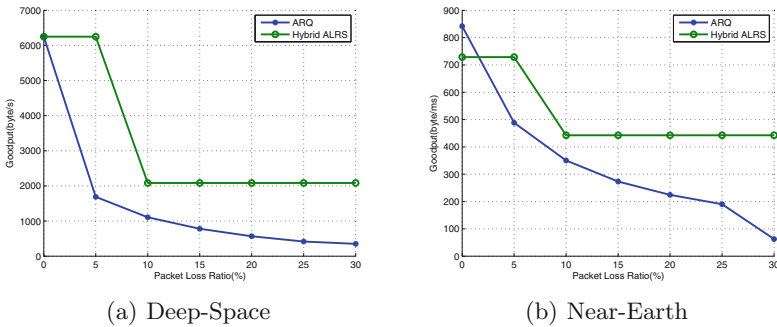 7000
6000
5000
4000
3000
2000
1000
0
Goodput(byte/s)
ARQ
Hybrid ALRS
0 5 10 15 20 25 30
Packet Loss Ratio(%)
(a) Deep-Space
900
800
700
600
500
400
300
200
100
0
Goodput(byte/ms)
ARQ
Hybrid ALRS
0 5 10 15 20 25 30
Packet Loss Ratio(%)
(b) Near-Earth